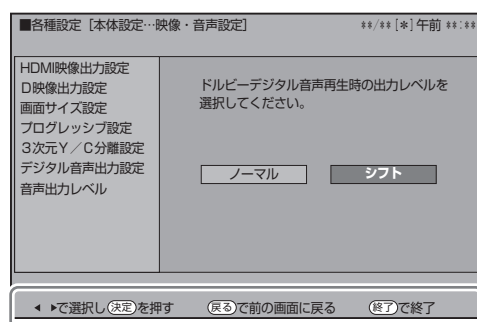 ■各種設定［本体設定…映像・音声設定］ **/** [*] 午前 **:**
HDMI映像出力設定
D映像出力設定
画面サイズ設定
プログレッシブ設定
3次元Y／C分離設定
デジタル音声出力設定
音声出力レベル
ドルビーデジタル音声再生時の出力レベルを
選択してください。
ノーマル シフト
◀ ▶で選択し 決定 を押す 戻る で前の画面に戻る 終了 で終了